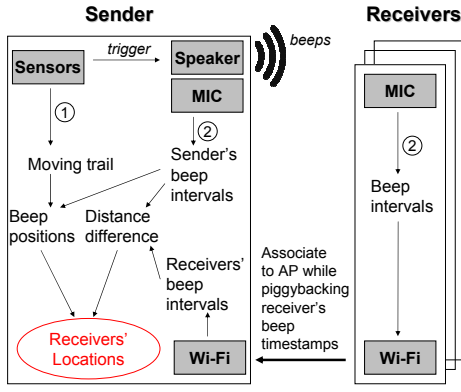 Sender
Receivers
Sensors
trigger
Speaker
beeps
MIC
MIC
1
2
2
Moving trail
Sender's
beep
intervals
Beep
intervals
Beep
positions
Distance
difference
Receivers'
beep
intervals
Associate
to AP while
piggybacking
receiver's
beep
timestamps
Receivers'
Locations
Wi-Fi
Wi-Fi